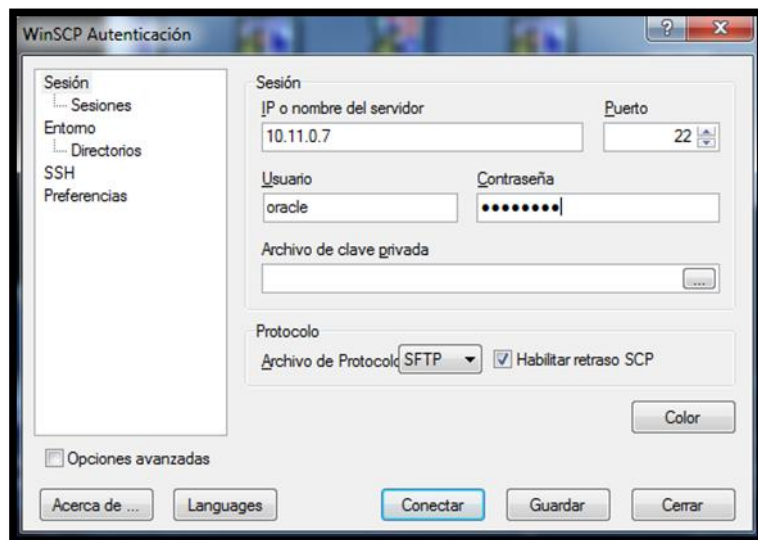 WinSCP Autenticación
Sesión
Sesiones
Entorno
Directorios
SSH
Preferencias
Sesión
IP o nombre del servidor
Puerto
10.11.0.7
22
Usuario
Contraseña
oracle
●●●●●●●●
Archivo de clave privada
...
Protocolo
Archivo de Protocolo
SFTP
Habilitar retraso SCP
Color
Opciones avanzadas
Acerca de ...
Languages
Conectar
Guardar
Cerrar